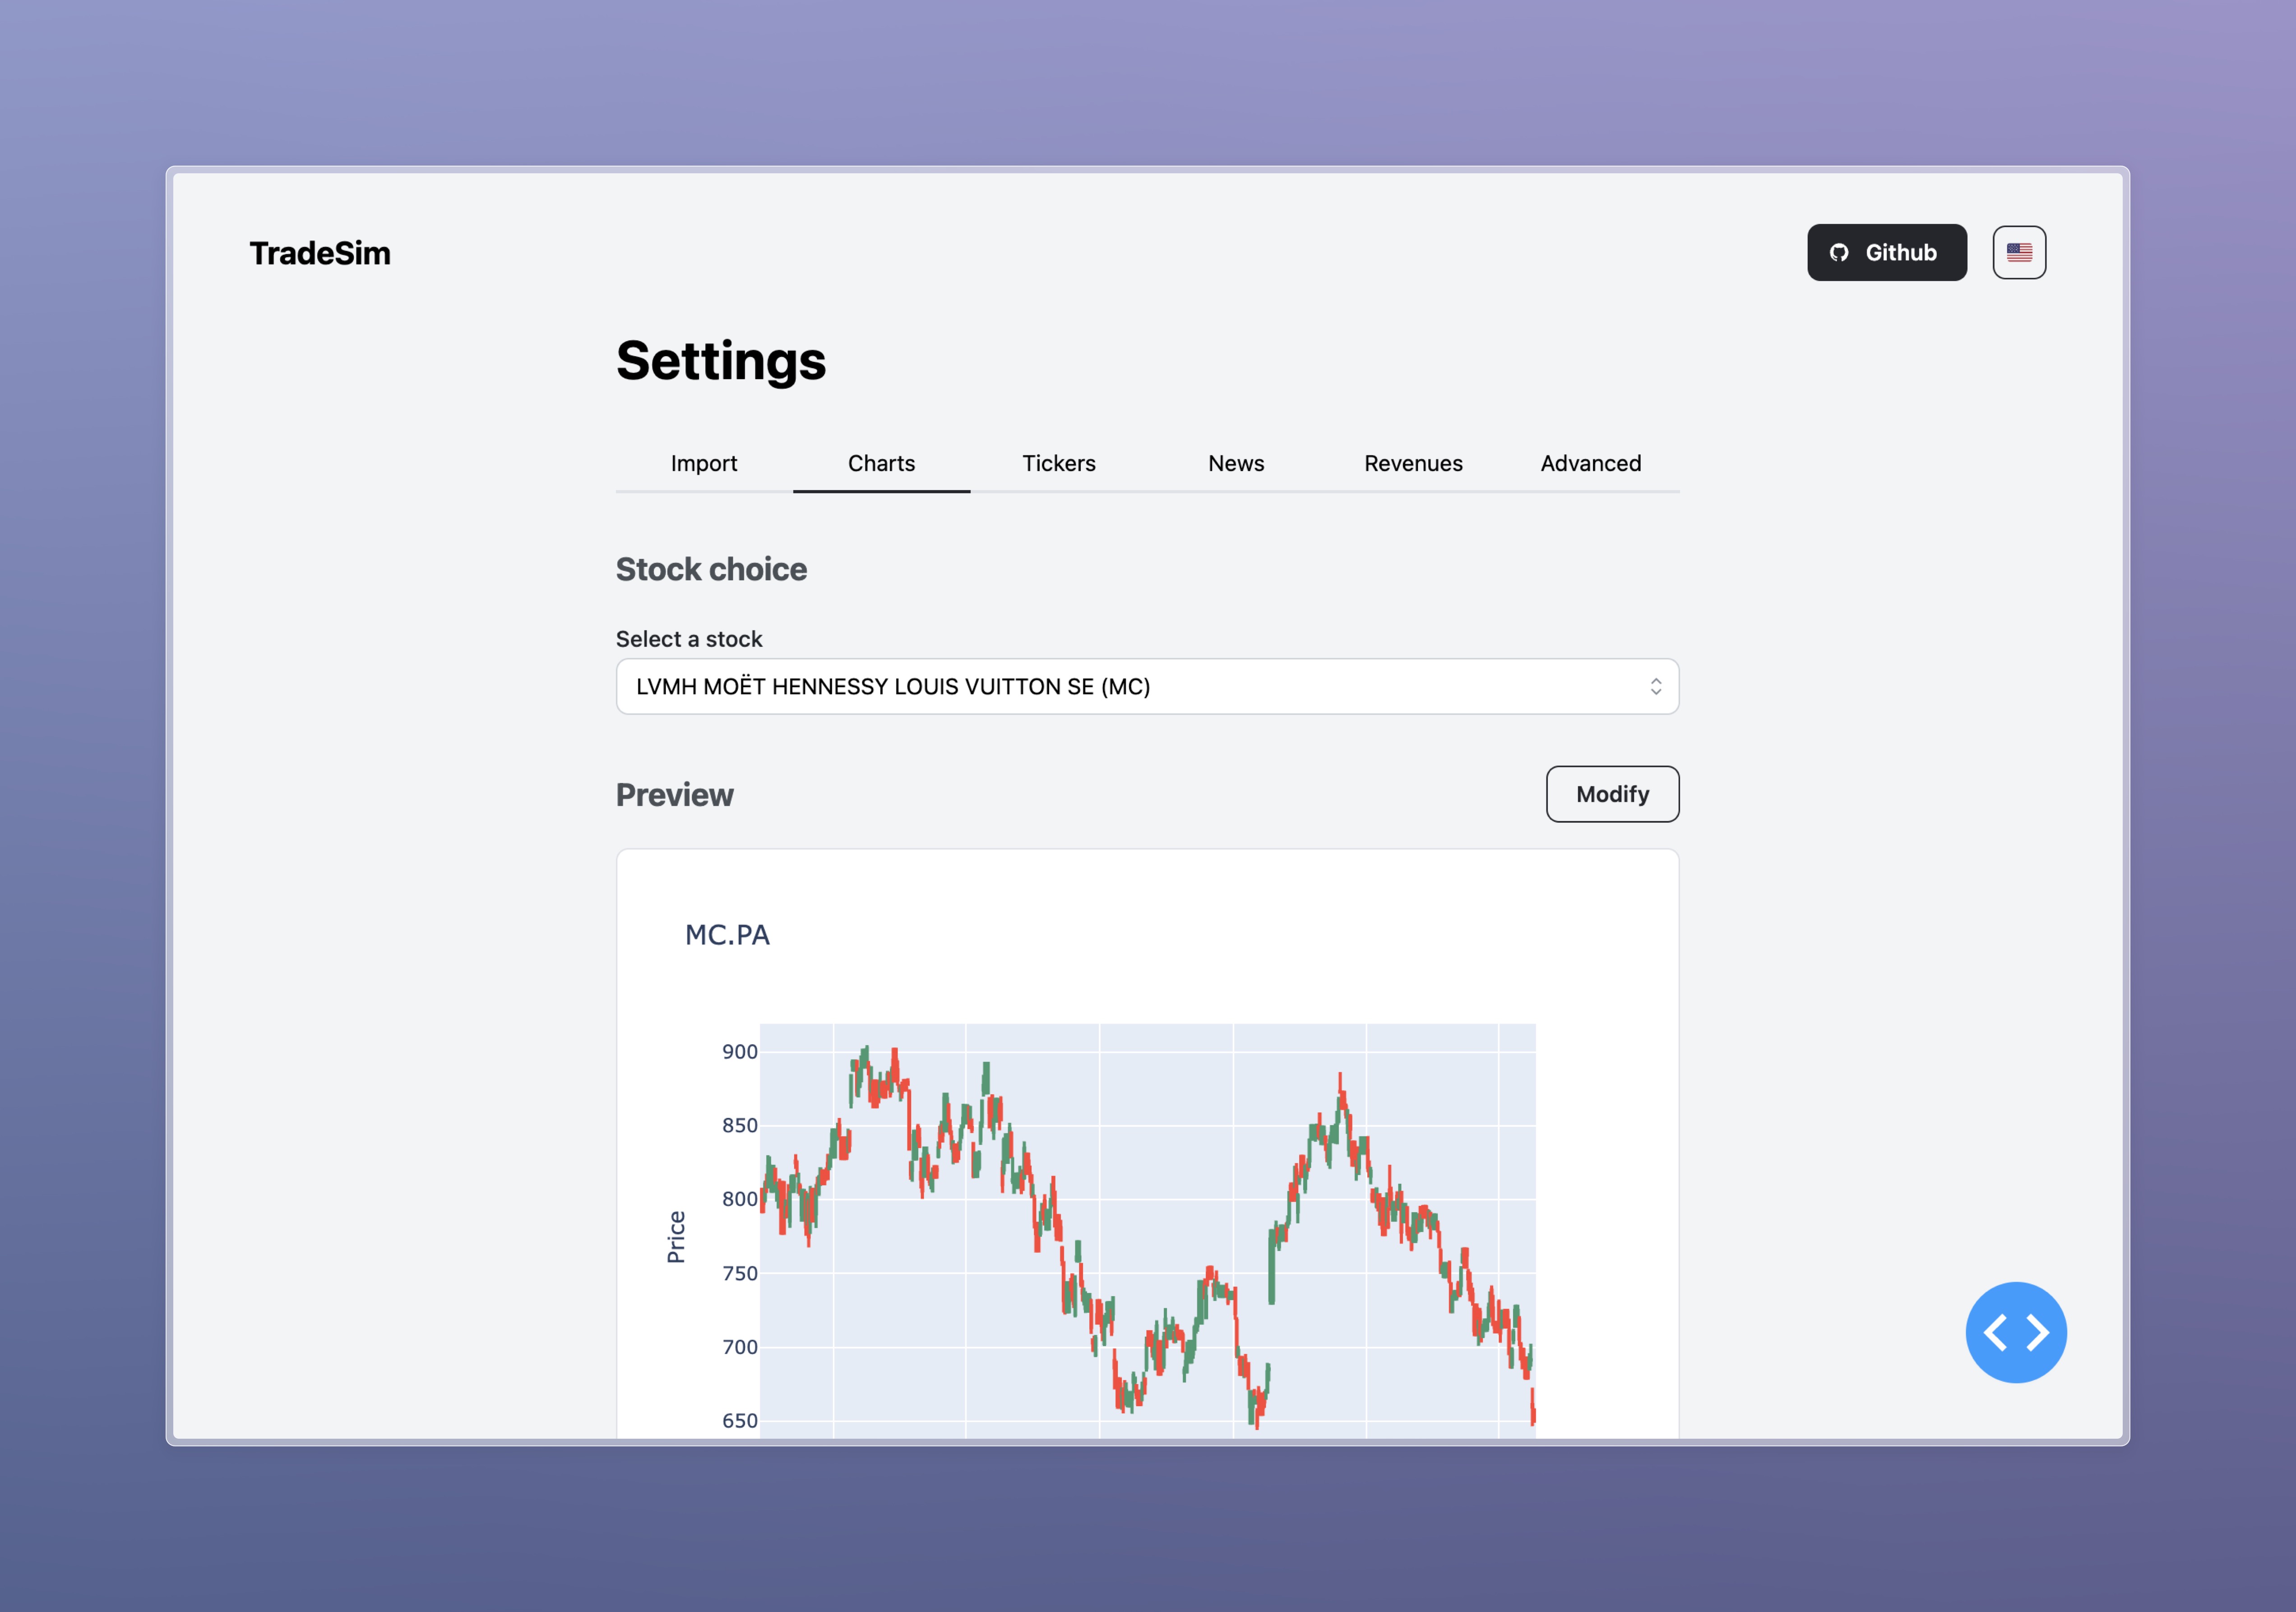 TradeSim
Github
Settings
Import Charts Tickers News Revenues Advanced
Stock choice
Select a stock
LVMH MOËT HENNESSY LOUIS VUITTON SE (MC)
Preview
Modify
MC.PA
900
850
800
750
700
650
Price